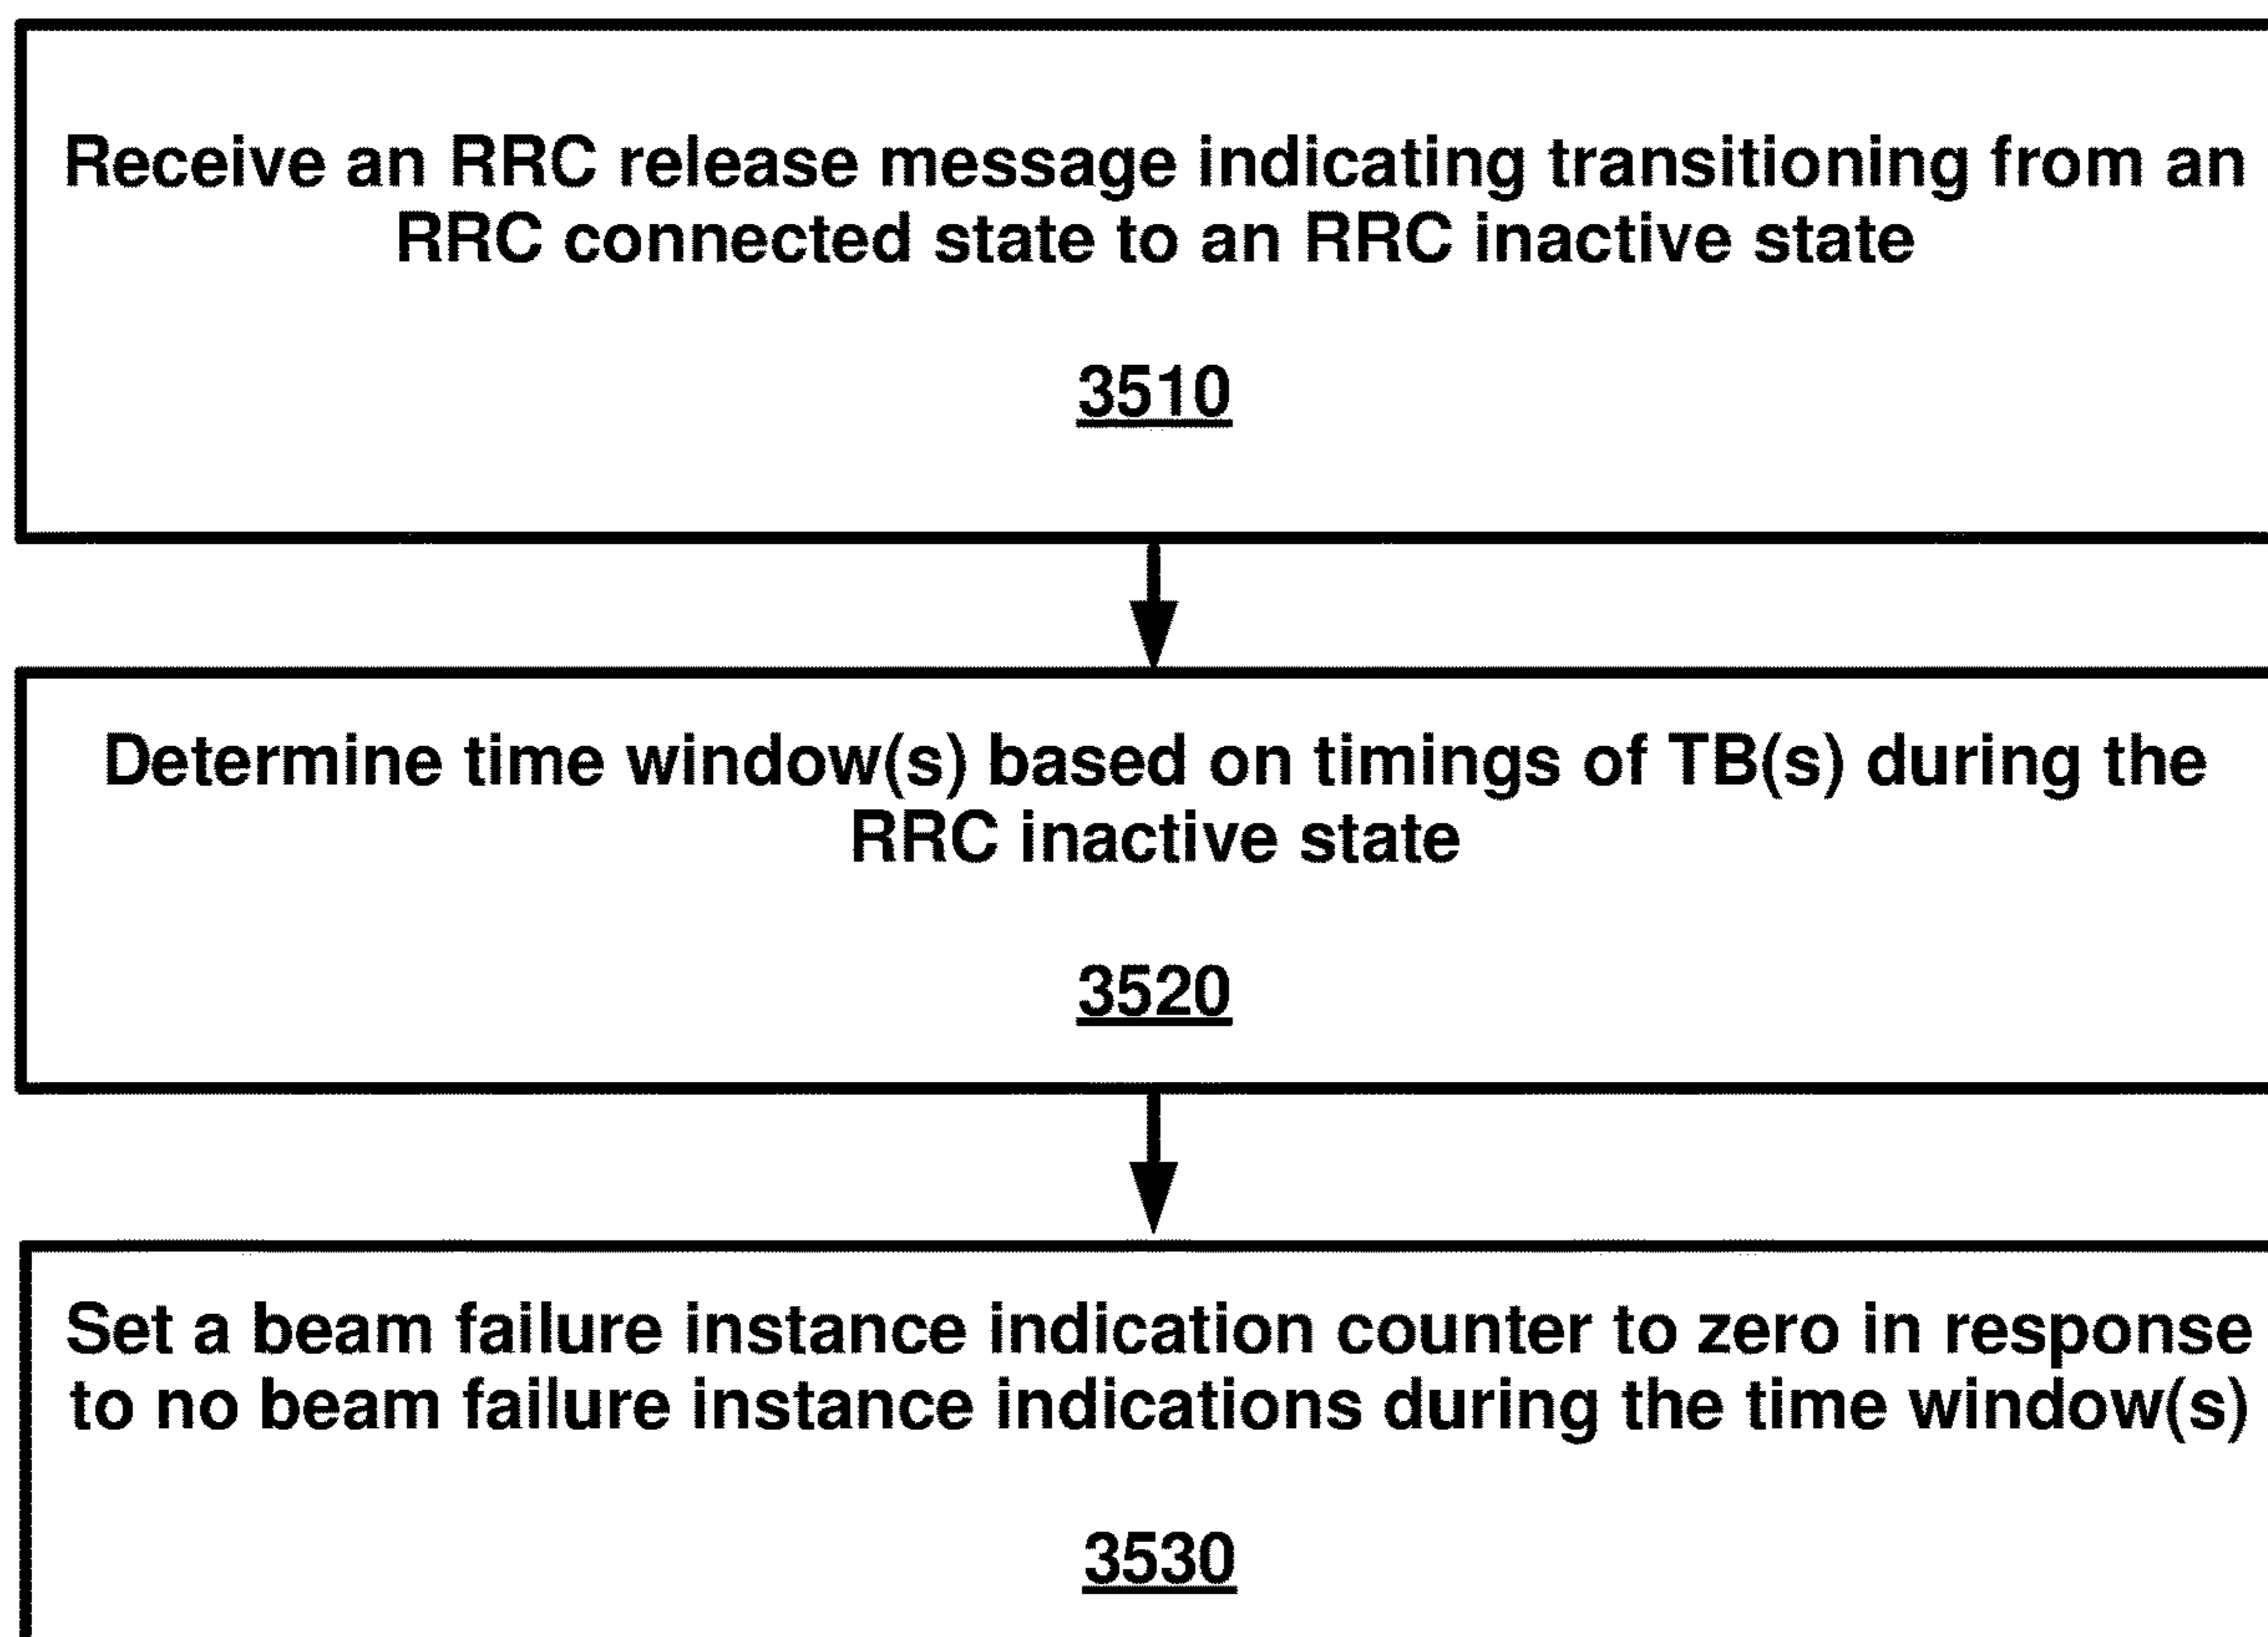 Receive an RRC release message indicating transitioning from an
RRC connected state to an RRC inactive state
3510
Determine time window(s) based on timings of TB(s) during the
RRC inactive state
3520
Set a beam failure instance indication counter to zero in response
to no beam failure instance indications during the time window(s)
3530